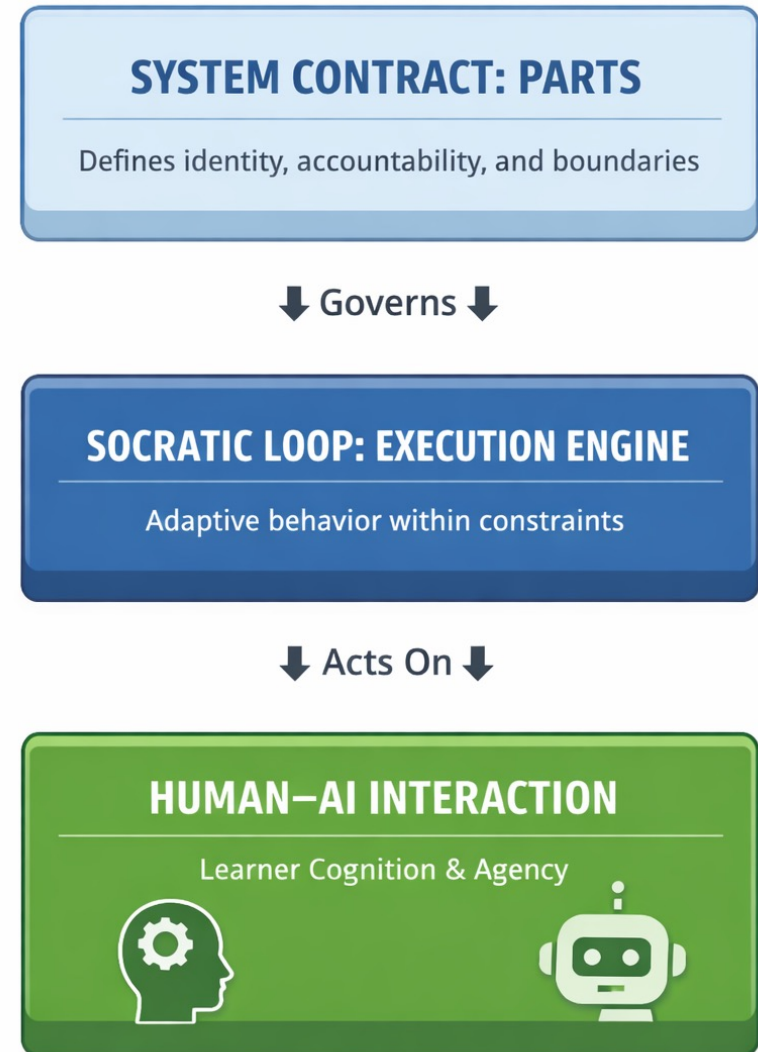 SYSTEM CONTRACT: PARTS
Defines identity, accountability, and boundaries
Governs
SOCRATIC LOOP: EXECUTION ENGINE
Adaptive behavior within constraints
Acts On
HUMAN–AI INTERACTION
Learner Cognition & Agency